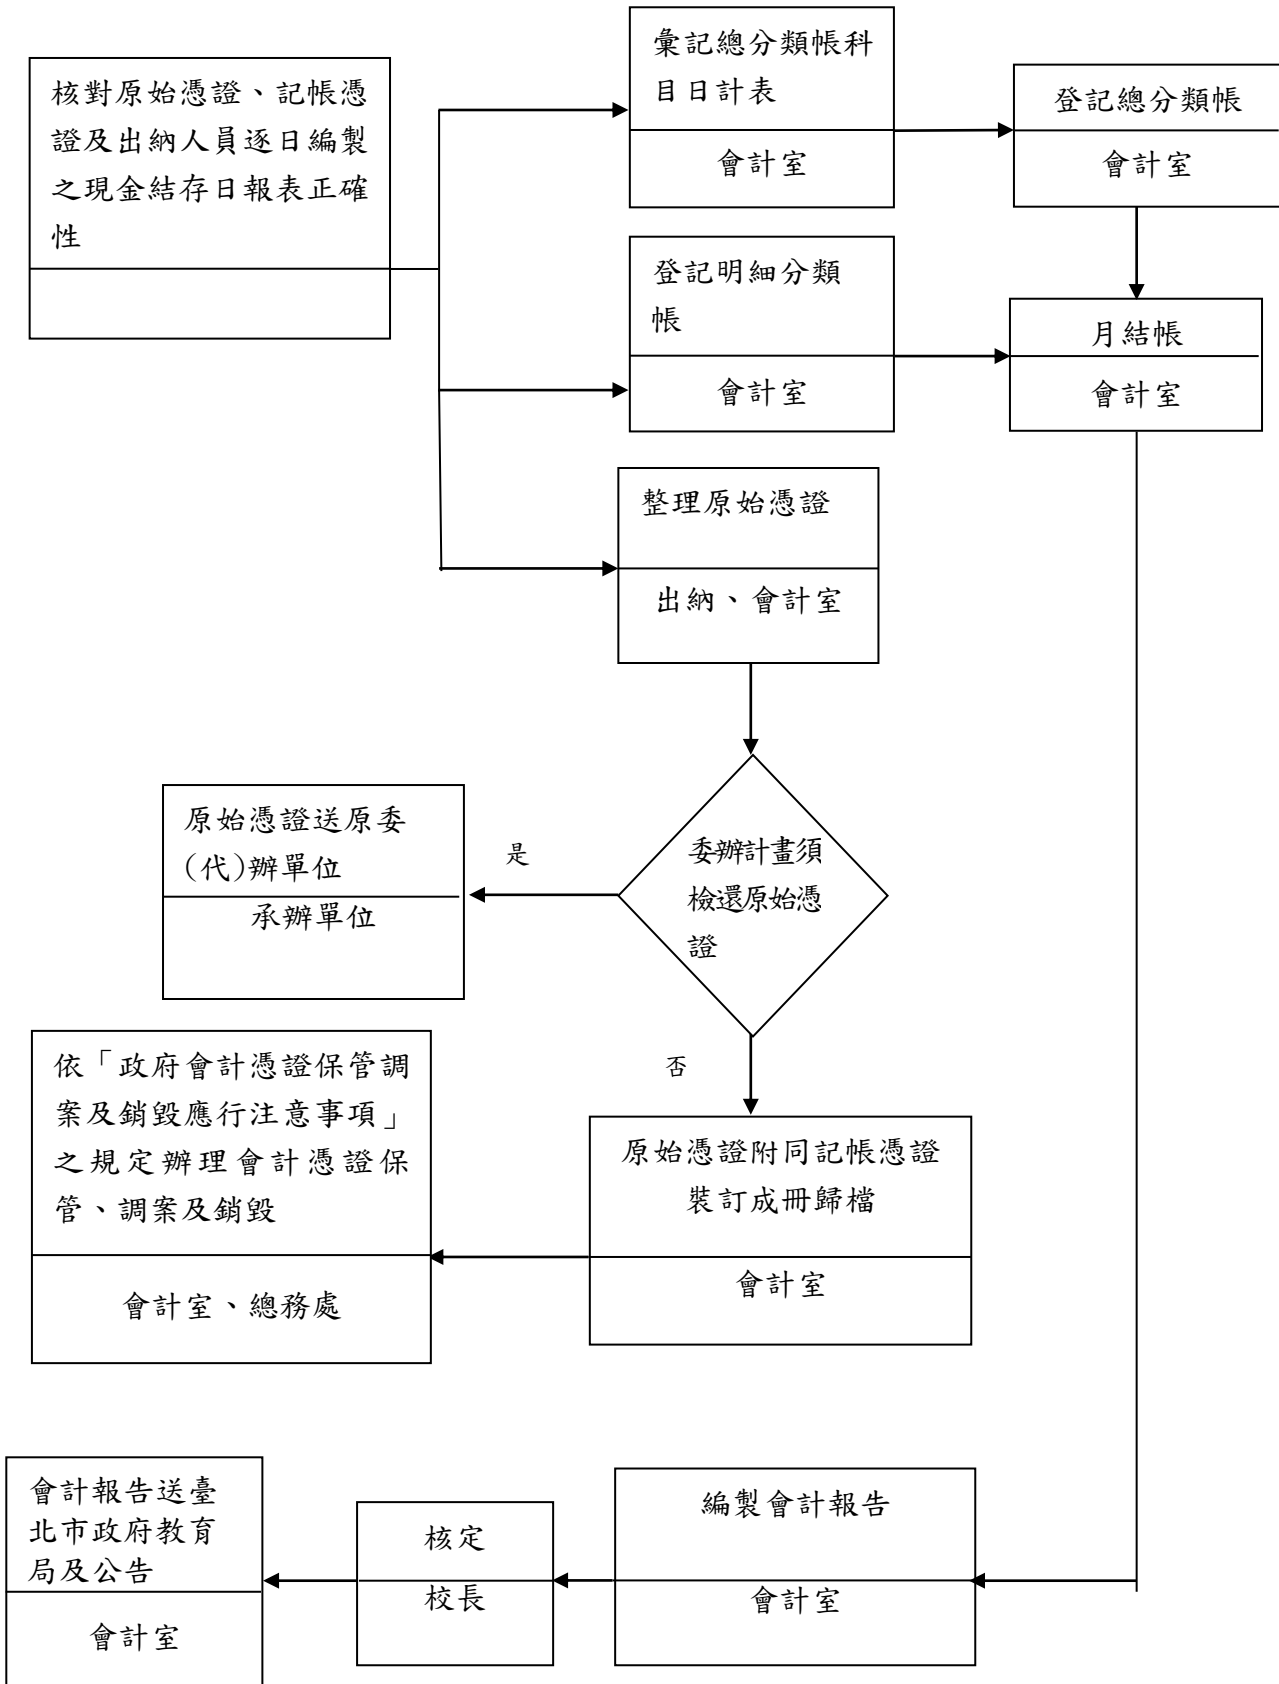 核對原始憑證、記帳憑
證及出納人員逐日編製
之現金結存日報表正確
性
彙記總分類帳科
目日計表
會計室
登記總分類帳
會計室
登記明細分類
帳
會計室
月結帳
會計室
整理原始憑證
出納、會計室
委辦計畫須
檢還原始憑
證
是
原始憑證送原委
(代)辦單位
承辦單位
否
原始憑證附同記帳憑證
裝訂成冊歸檔
會計室
依「政府會計憑證保管調
案及銷毀應行注意事項」
之規定辦理會計憑證保
管、調案及銷毀
會計室、總務處
編製會計報告
會計室
核定
校長
會計報告送臺
北市政府教育
局及公告
會計室